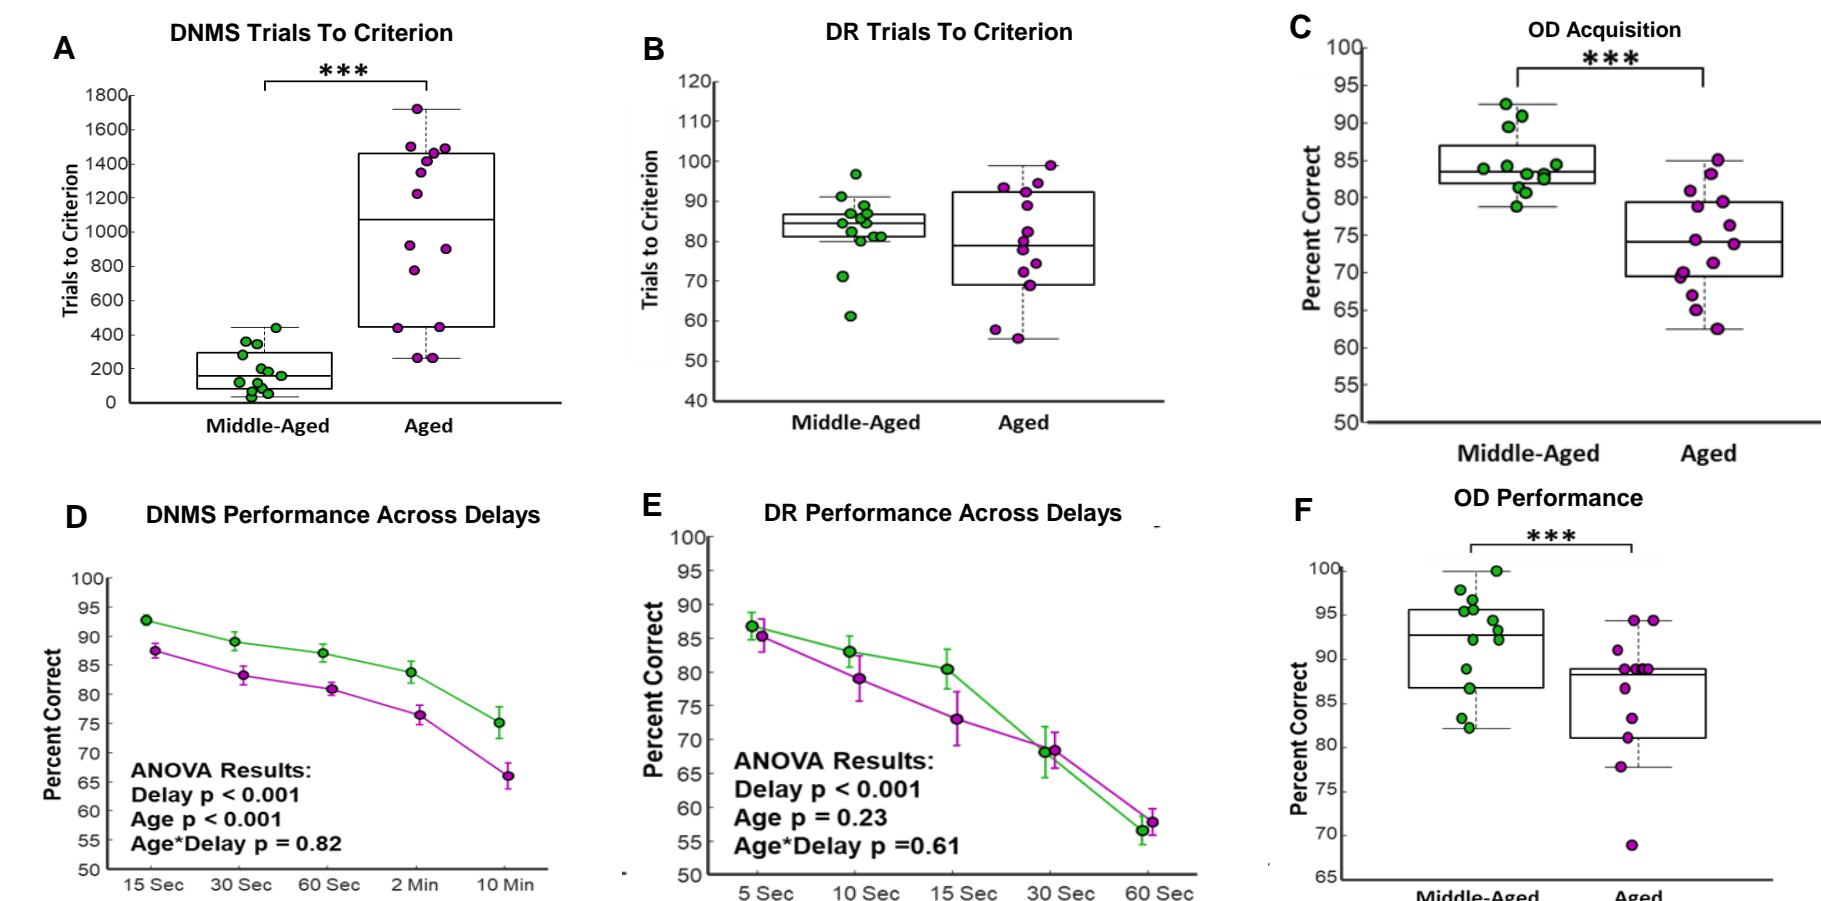 A
DNMS Trials To Criterion
***
Trials to Criterion
1800
1600
1400
1200
1000
800
600
400
200
0
Middle-Aged
Aged
B
DR Trials To Criterion
Trials to Criterion
120
110
100
90
80
70
60
50
40
Middle-Aged
Aged
C
OD Acquisition
***
Percent Correct
100
95
90
85
80
75
70
65
60
55
50
Middle-Aged
Aged
D
DNMS Performance Across Delays
Percent Correct
100
95
90
85
80
75
70
65
60
55
50
ANOVA Results:
Delay p < 0.001
Age p < 0.001
Age*Delay p = 0.82
15 Sec
30 Sec
60 Sec
2 Min
10 Min
E
DR Performance Across Delays
Percent Correct
100
95
90
85
80
75
70
65
60
55
50
ANOVA Results:
Delay p < 0.001
Age p = 0.23
Age*Delay p =0.61
5 Sec
10 Sec
15 Sec
30 Sec
60 Sec
F
OD Performance
***
Percent Correct
100
95
90
85
80
75
70
65
Middle-Aged
Aged